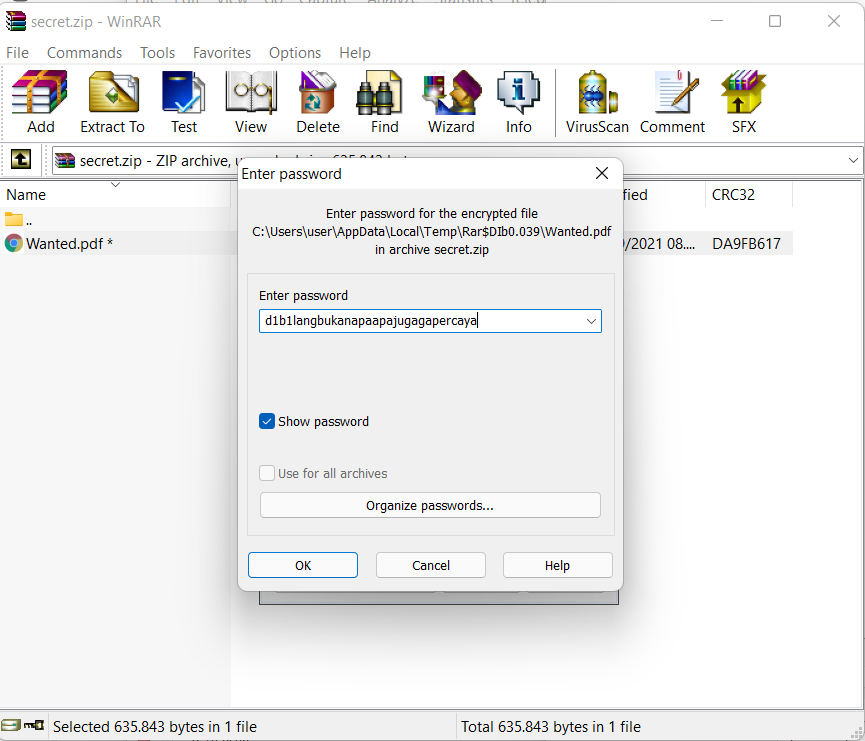 secret.zip - WinRAR
File Commands Tools Favorites Options Help
Add Extract To Test View Delete Find Wizard Info VirusScan Comment SFX
secret.zip - ZIP archive,
Name CRC32
..
Wanted.pdf * /2021 08.... DA9FB617
Enter password
Enter password for the encrypted file
C:\Users\user\AppData\Local\Temp\Rar$DIb0.039\Wanted.pdf
in archive secret.zip
Enter password
d1b1langbukanapaapajugagapercaya
Show password
Use for all archives
Organize passwords...
OK Cancel Help
Selected 635.843 bytes in 1 file Total 635.843 bytes in 1 file